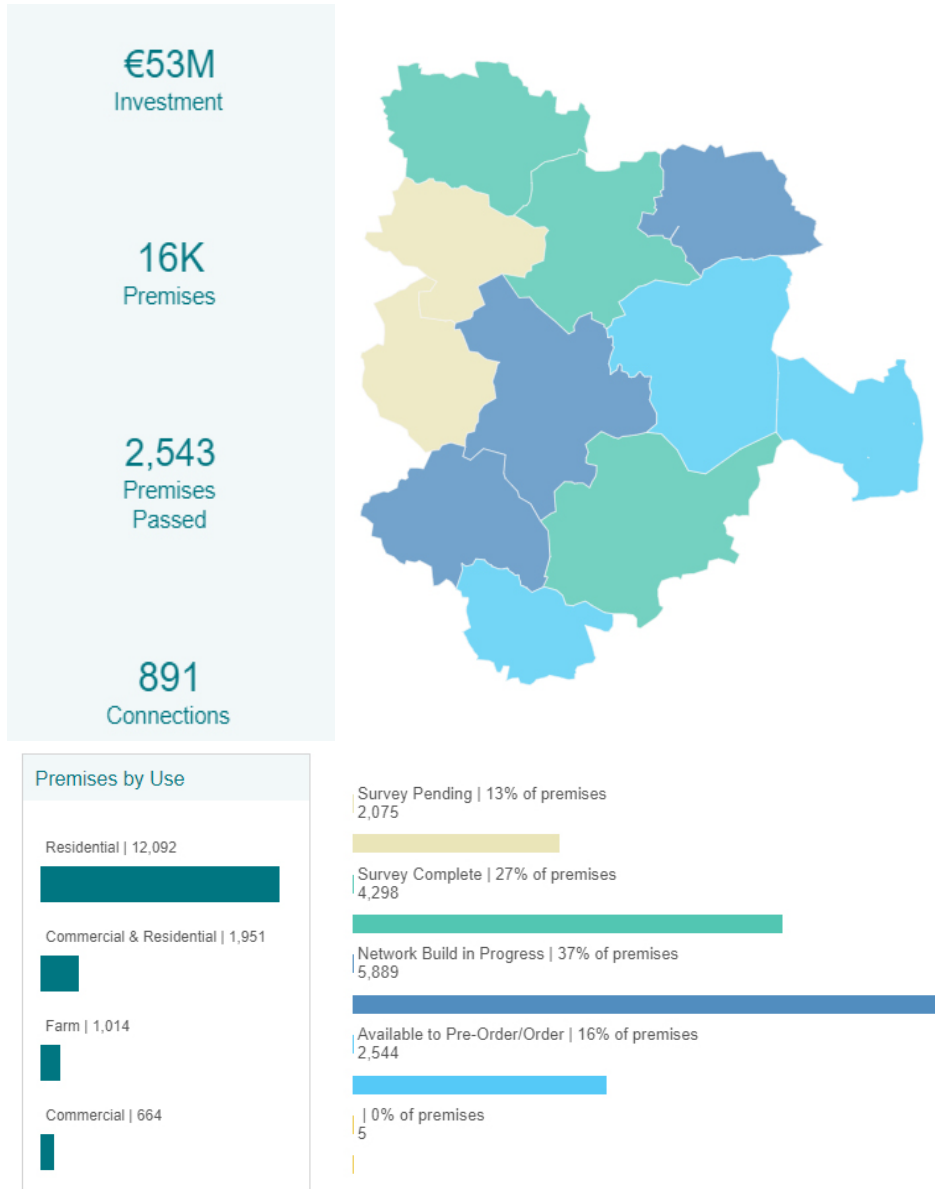 €53M
Investment
16K
Premises
2,543
Premises
Passed
891
Connections
Premises by Use
Residential | 12,092
Commercial & Residential | 1,951
Farm | 1,014
Commercial | 664
Survey Pending | 13% of premises
2,075
Survey Complete | 27% of premises
4,298
Network Build in Progress | 37% of premises
5,889
Available to Pre-Order/Order | 16% of premises
2,544
| 0% of premises
5